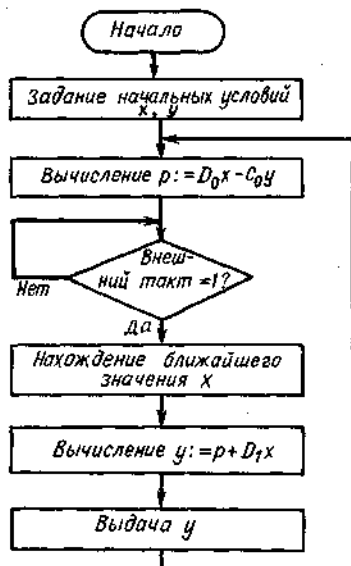 Начало
Задание начальных условий
x, y
Вычисление p:=D₀x-C₀y
Внеш-
ний такт =1?
Нет
Да
Нахождение ближайшего
значения x
Вычисление y:=p+D₁x
Выдача y